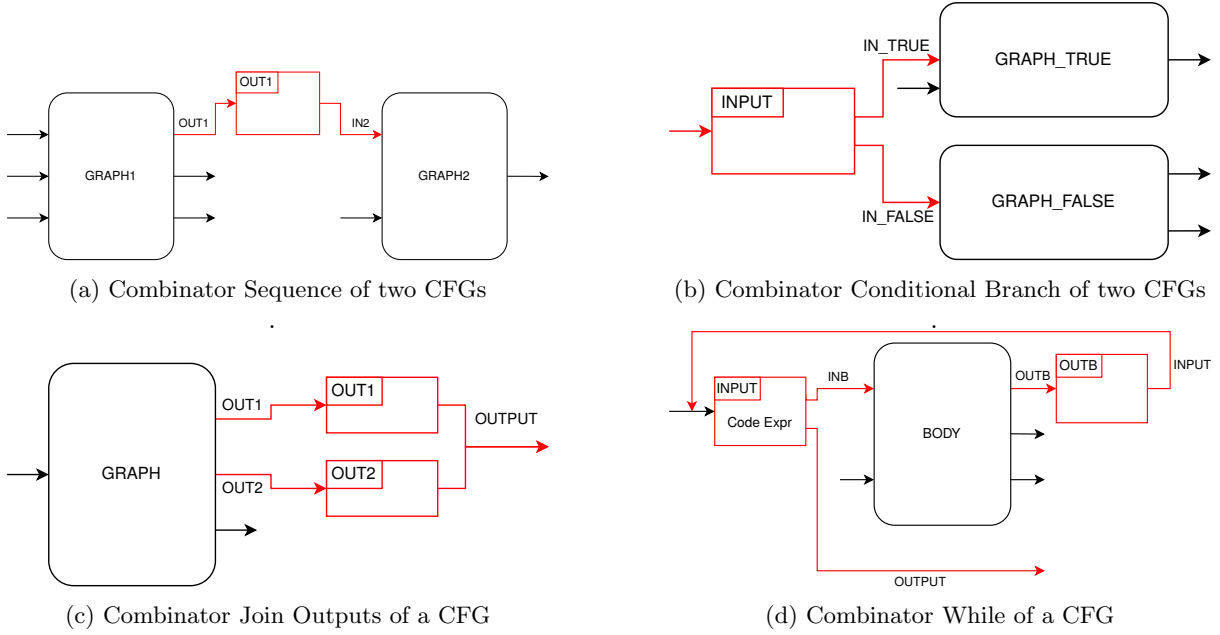 OUT1
OUT1
IN2
GRAPH1
GRAPH2
(a) Combinator Sequence of two CFGs
IN_TRUE
GRAPH_TRUE
INPUT
GRAPH_FALSE
IN_FALSE
(b) Combinator Conditional Branch of two CFGs
.
OUT1
OUT1
OUTPUT
GRAPH
OUT2
OUT2
(c) Combinator Join Outputs of a CFG
.
INPUT
INB
OUTB
OUTB
INPUT
Code Expr
BODY
OUTPUT
(d) Combinator While of a CFG